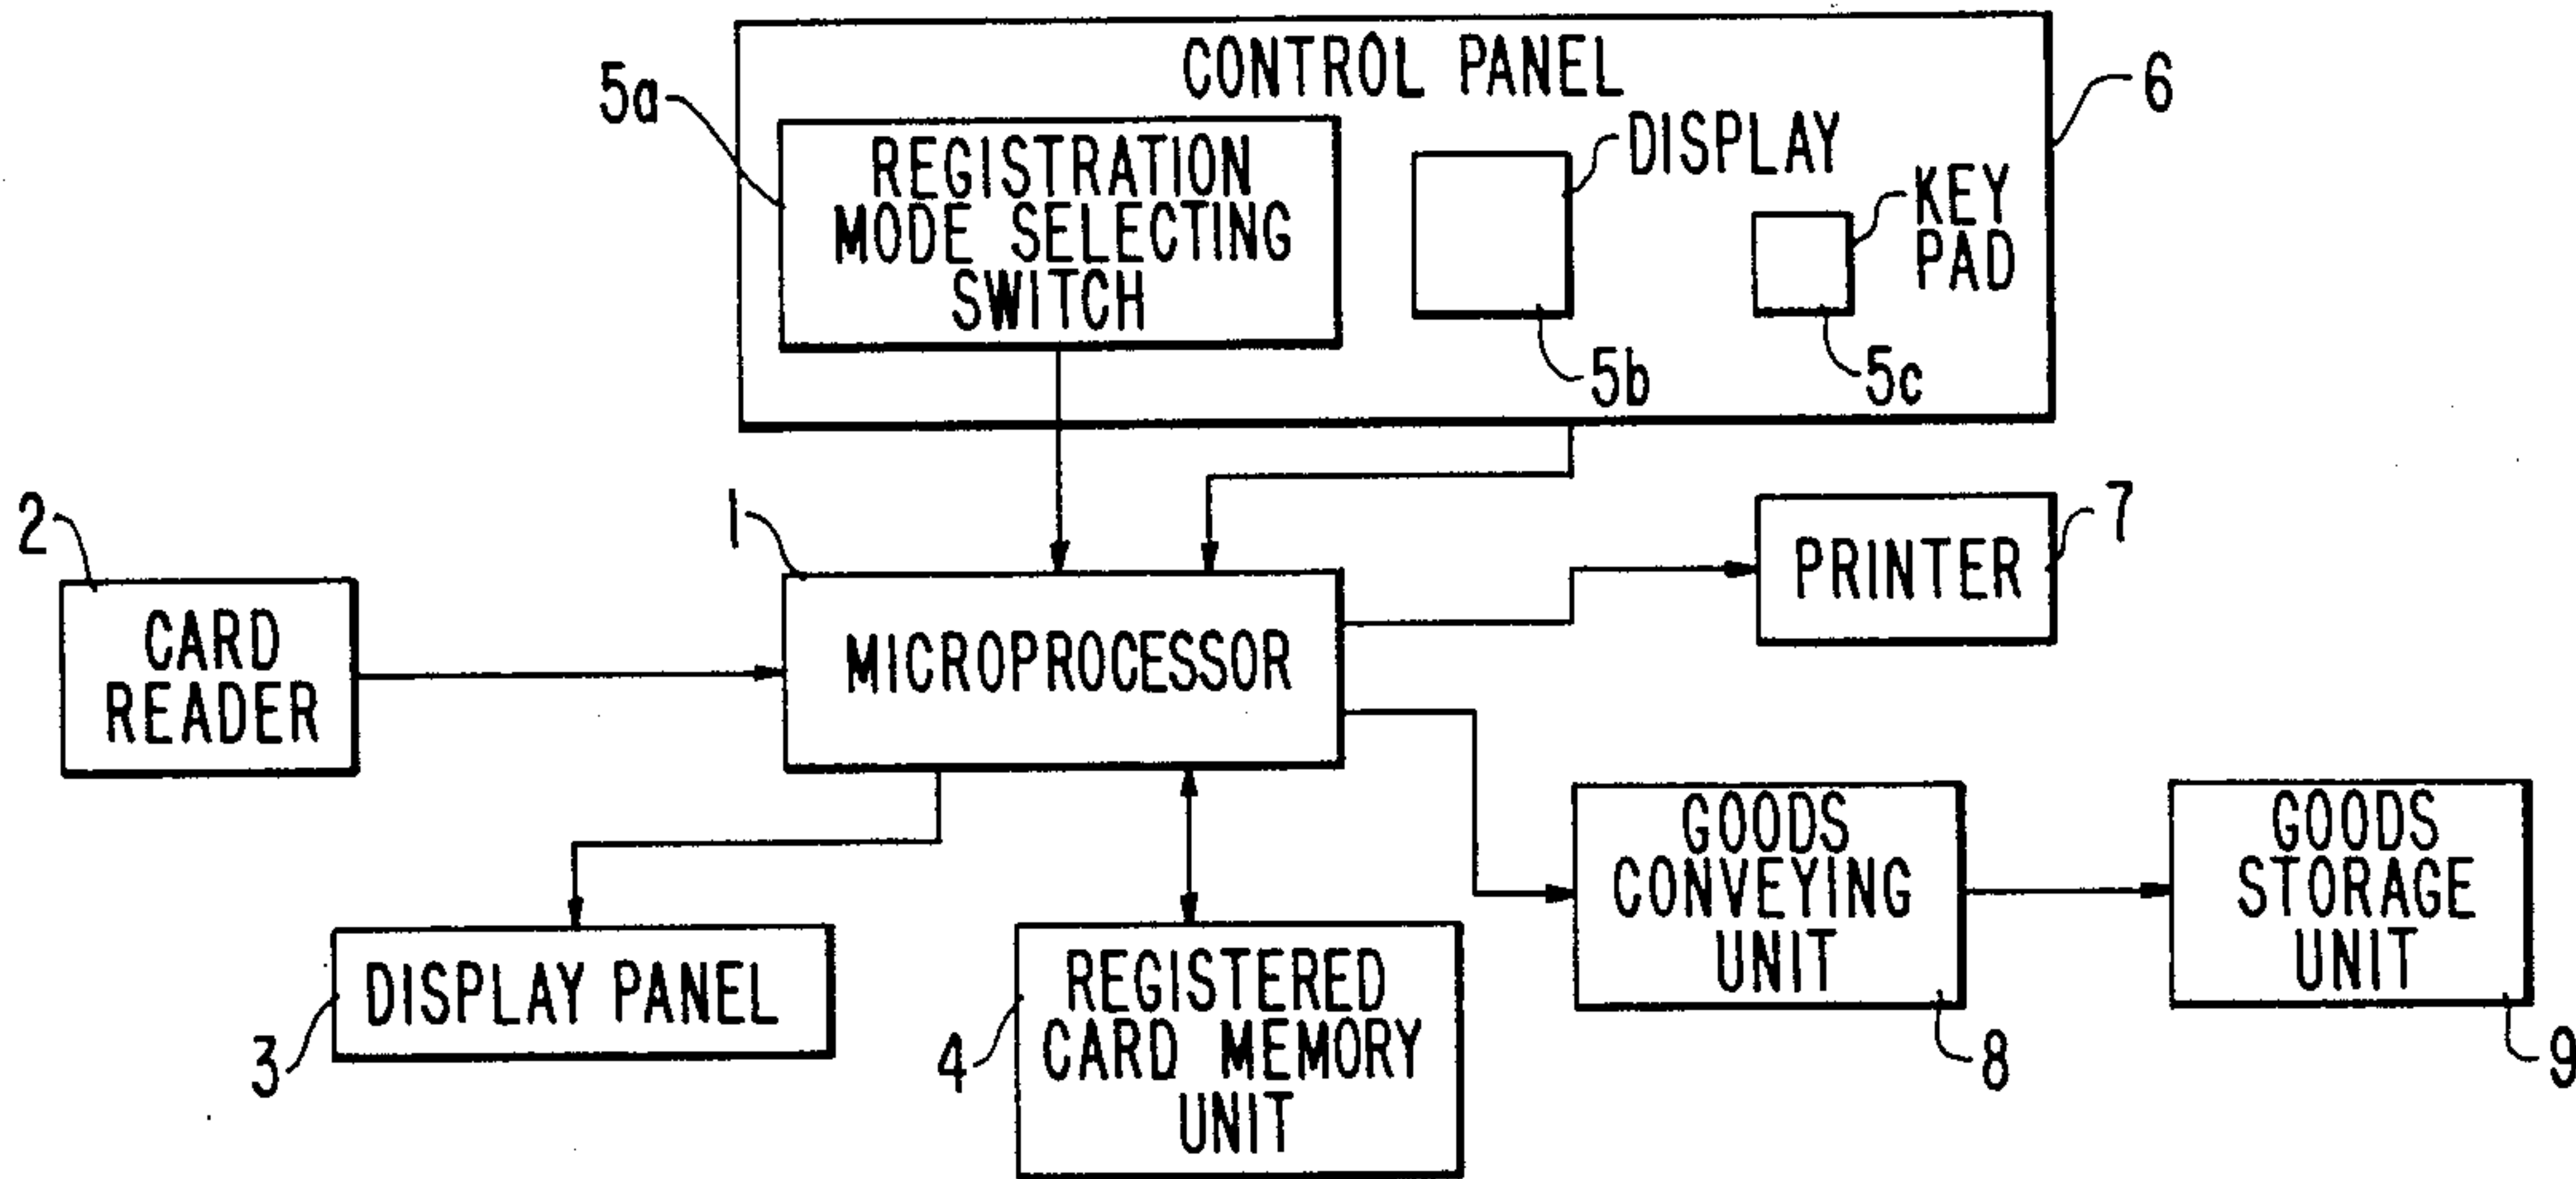 CONTROL PANEL
6
5a
REGISTRATION
MODE SELECTING
SWITCH
DISPLAY
KEY
PAD
5b
5c
2
1
7
CARD
READER
MICROPROCESSOR
PRINTER
DISPLAY PANEL
3
REGISTERED
CARD MEMORY
UNIT
4
GOODS
CONVEYING
UNIT
8
GOODS
STORAGE
UNIT
9